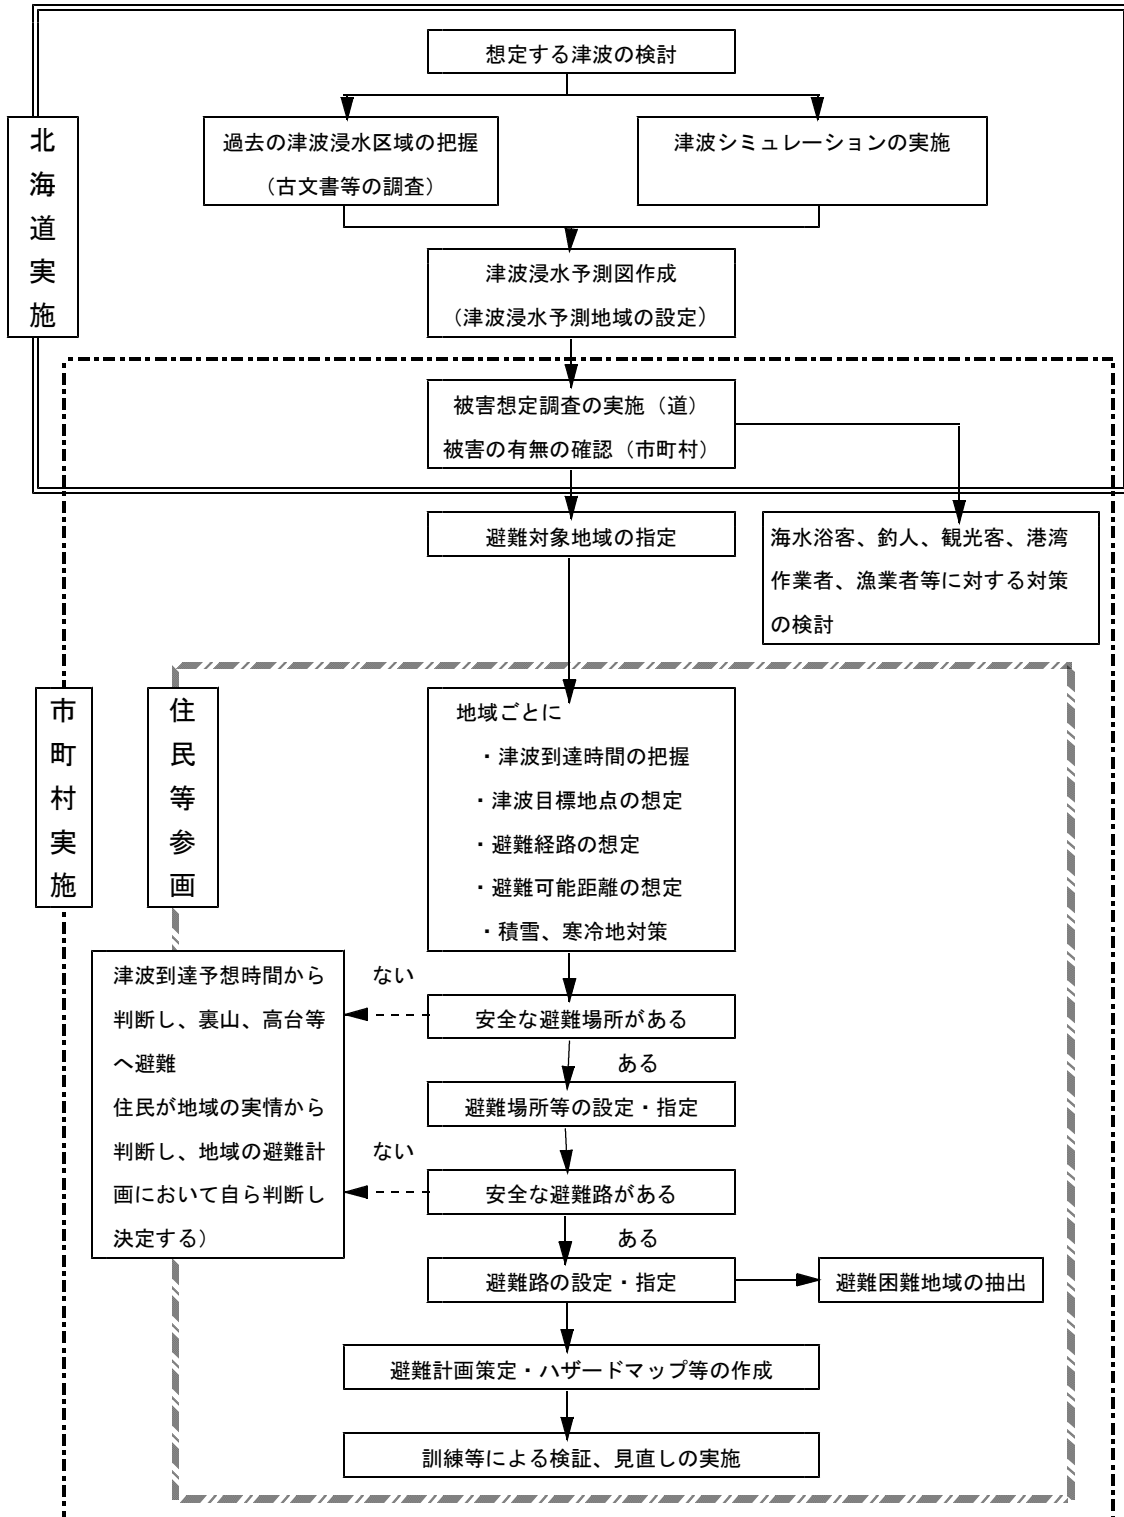 想定する津波の検討
北海道実施
過去の津波浸水区域の把握
（古文書等の調査）
津波シミュレーションの実施
津波浸水予測図作成
（津波浸水予測地域の設定）
被害想定調査の実施（道）
被害の有無の確認（市町村）
避難対象地域の指定
海水浴客、釣人、観光客、港湾
作業者、漁業者等に対する対策
の検討
市町村実施
住民等参画
地域ごとに
・津波到達時間の把握
・津波目標地点の想定
・避難経路の想定
・避難可能距離の想定
・積雪、寒冷地対策
津波到達予想時間から
判断し、裏山、高台等
へ避難
住民が地域の実情から
判断し、地域の避難計
画において自ら判断し
決定する）
ない
安全な避難場所がある
ある
避難場所等の設定・指定
ない
安全な避難路がある
ある
避難路の設定・指定
避難困難地域の抽出
避難計画策定・ハザードマップ等の作成
訓練等による検証、見直しの実施